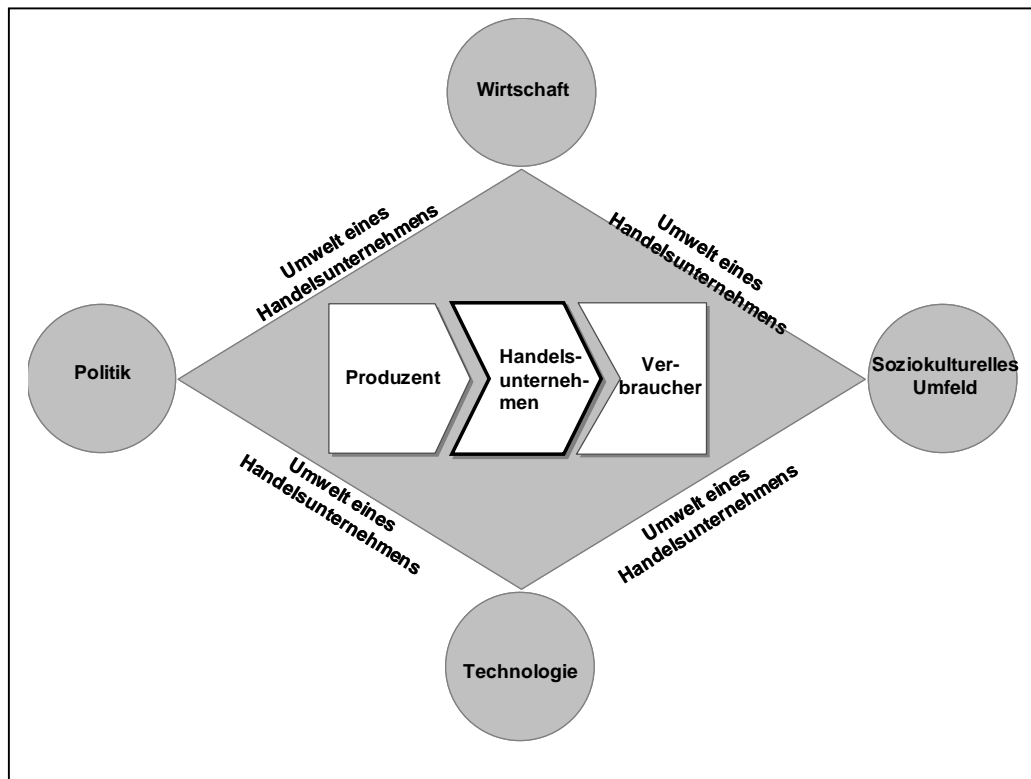 Wirtschaft
Umwelt eines
Handelsunternehmens
Umwelt eines
Handelsunternehmens
Politik
Produzent
Handels-
unterneh-
men
Ver-
braucher
Soziokulturelles
Umfeld
Umwelt eines
Handelsunternehmens
Umwelt eines
Handelsunternehmens
Technologie